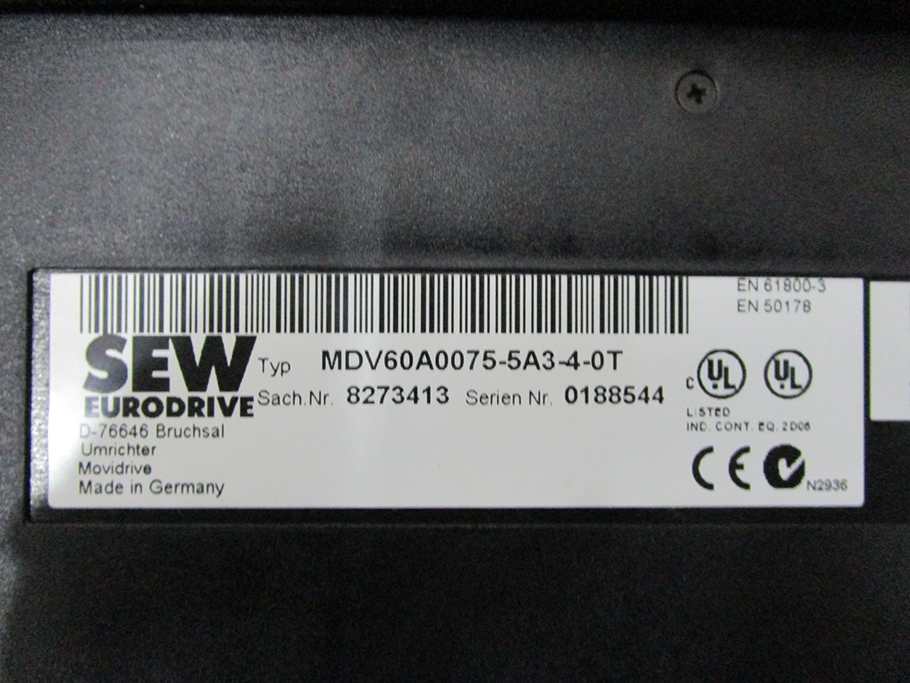 EN 61800-3
EN 50178
SEW
EURODRIVE
Typ MDV60A0075-5A3-4-0T
Sach.Nr. 8273413 Serien Nr. 0188544
D-76646 Bruchsal
Umrichter
Movidrive
Made in Germany
C UL UL
LISTED
IND. CONT. EQ. 2D06
CE N2936